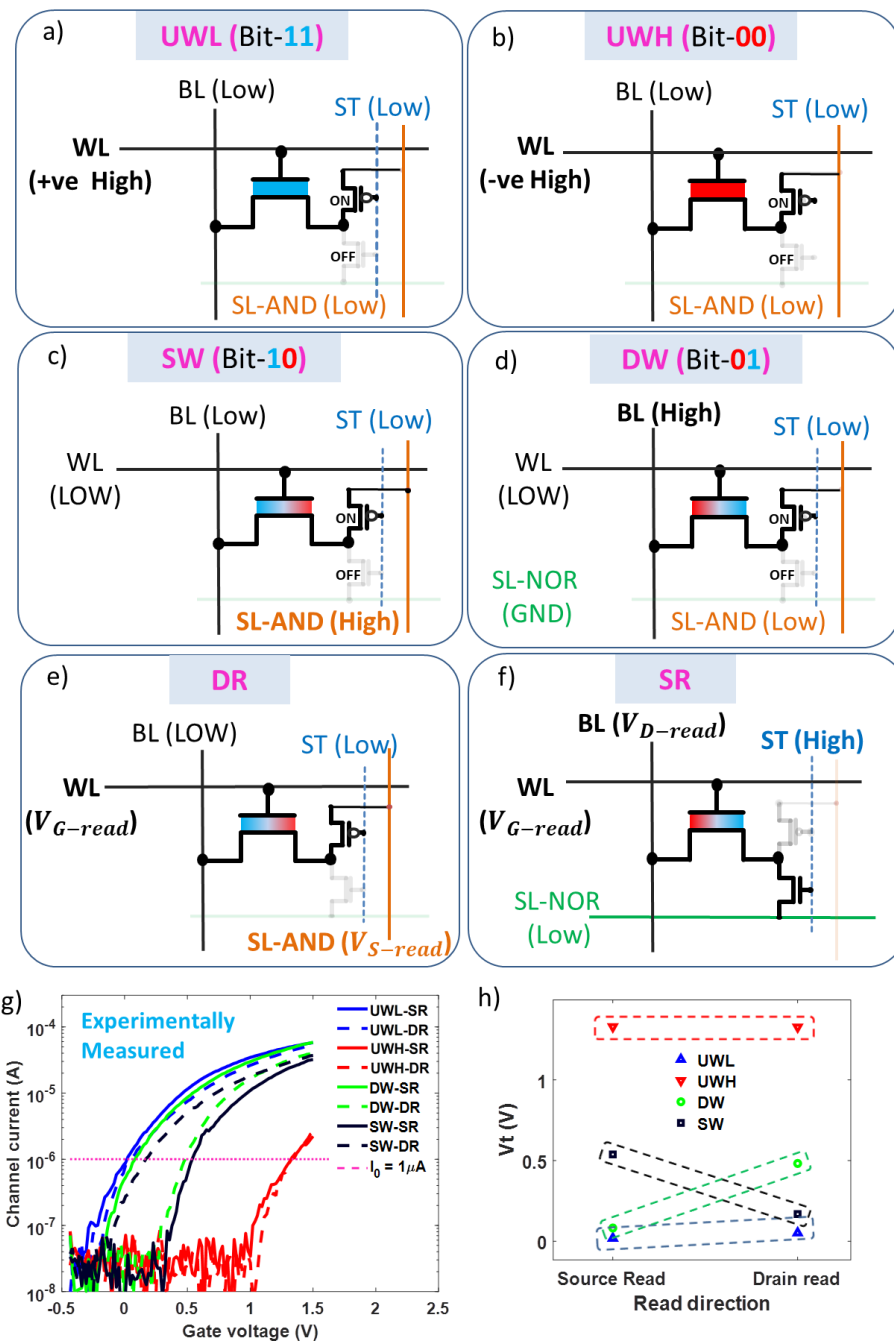 a)
UWL (Bit-11)
BL (Low)
ST (Low)
WL
(+ve High)
ON
OFF
SL-AND (Low)
b)
UWH (Bit-00)
BL (Low)
ST (Low)
WL
(-ve High)
ON
OFF
SL-AND (Low)
c)
SW (Bit-10)
BL (Low)
ST (Low)
WL
(LOW)
ON
OFF
SL-AND (High)
d)
DW (Bit-01)
BL (High)
ST (Low)
WL
(LOW)
ON
SL-NOR
(GND)
OFF
SL-AND (Low)
e)
DR
BL (LOW)
ST (Low)
WL
(V_{G-read})
SL-AND (V_{S-read})
f)
SR
BL (V_{D-read})
ST (High)
WL
(V_{G-read})
SL-NOR
(Low)
g)
Experimentally
Measured
UWL-SR
UWL-DR
UWH-SR
UWH-DR
DW-SR
DW-DR
SW-SR
SW-DR
I_0 = 1μA
Channel current (A)
10^{-4}
10^{-5}
10^{-6}
10^{-7}
10^{-8}
-0.5 0 0.5 1 1.5 2 2.5
Gate voltage (V)
h)
UWL
UWH
DW
SW
Vt (V)
1
0.5
0
Source Read Drain read
Read direction